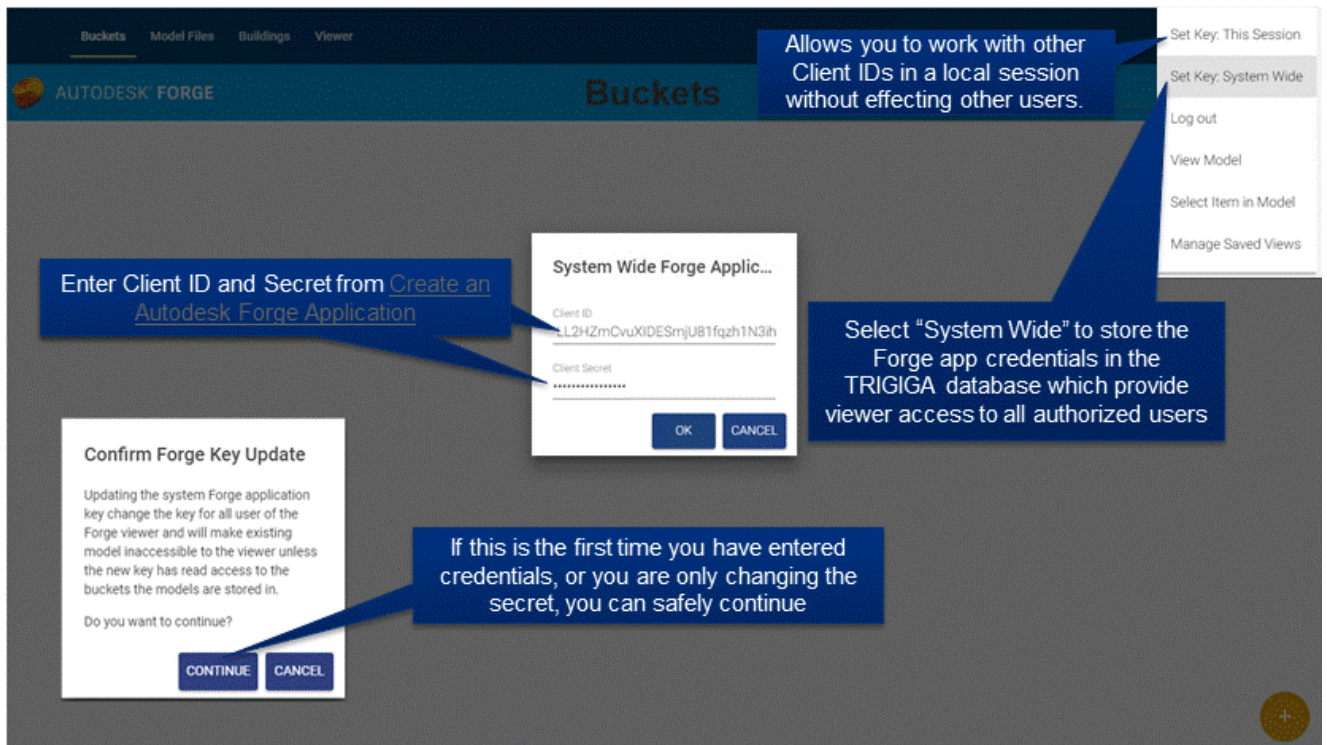 Buckets Model Files Buildings Viewer
AUTODESK® FORGE
Buckets
Allows you to work with other
Client IDs in a local session
without effecting other users.
Set Key: This Session
Set Key: System Wide
Log out
View Model
Select Item in Model
Manage Saved Views
Enter Client ID and Secret from Create an
Autodesk Forge Application
System Wide Forge Applic...
Client ID
LL2HZmCvuXIDESmjU81fqzh1N3ih
Client Secret
••••••••••••••••
OK CANCEL
Select “System Wide” to store the
Forge app credentials in the
TRIGIGA database which provide
viewer access to all authorized users
Confirm Forge Key Update
Updating the system Forge application
key change the key for all user of the
Forge viewer and will make existing
model inaccessible to the viewer unless
the new key has read access to the
buckets the models are stored in.
Do you want to continue?
CONTINUE CANCEL
If this is the first time you have entered
credentials, or you are only changing the
secret, you can safely continue
+